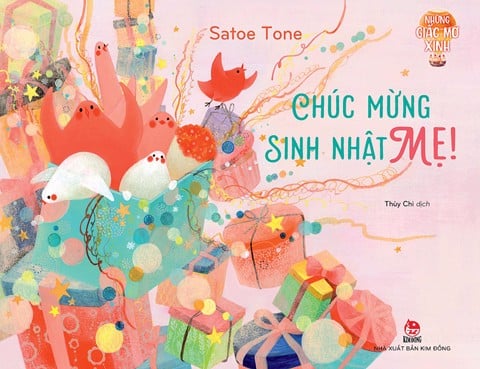 Satoe Tone
NHỮNG
GIẤC MƠ
XINH
CHÚC MỪNG
SINH NHẬT MẸ!
Thùy Chi dịch
KIM ĐỒNG
NHÀ XUẤT BẢN KIM ĐỒNG